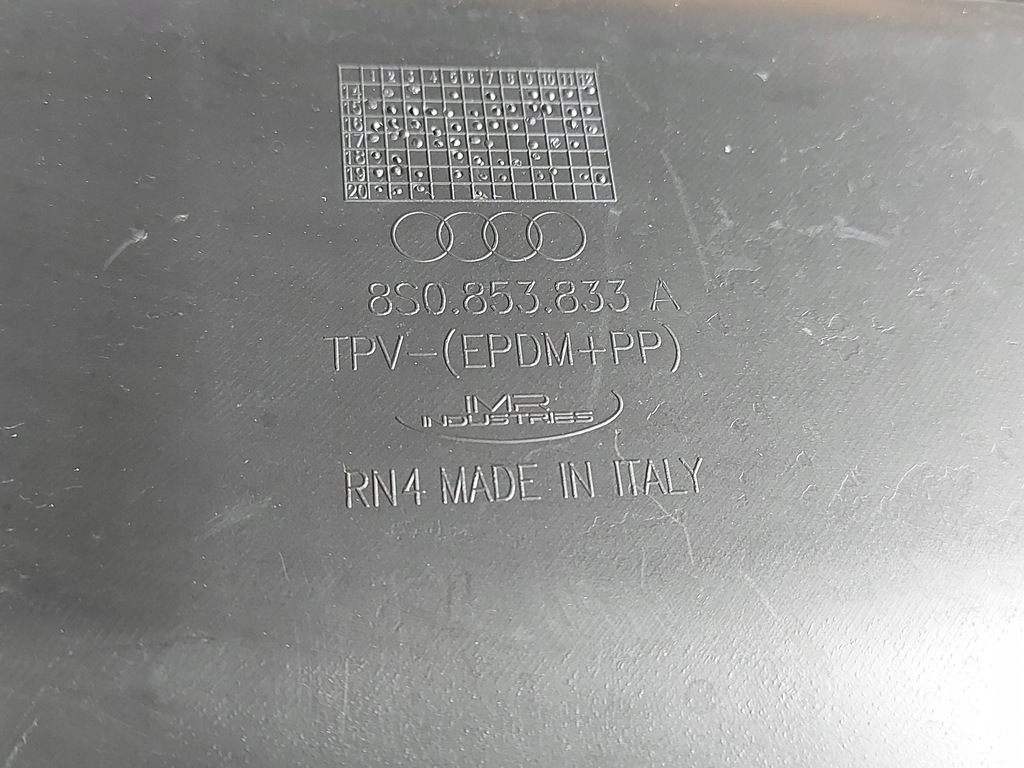 1 2 3 4 5 6 7 8 9 10 11 12
14
15
16
17
18
19
20
8S0.853.833 A
TPV-(EPDM+PP)
IMR
INDUSTRIES
RN4 MADE IN ITALY